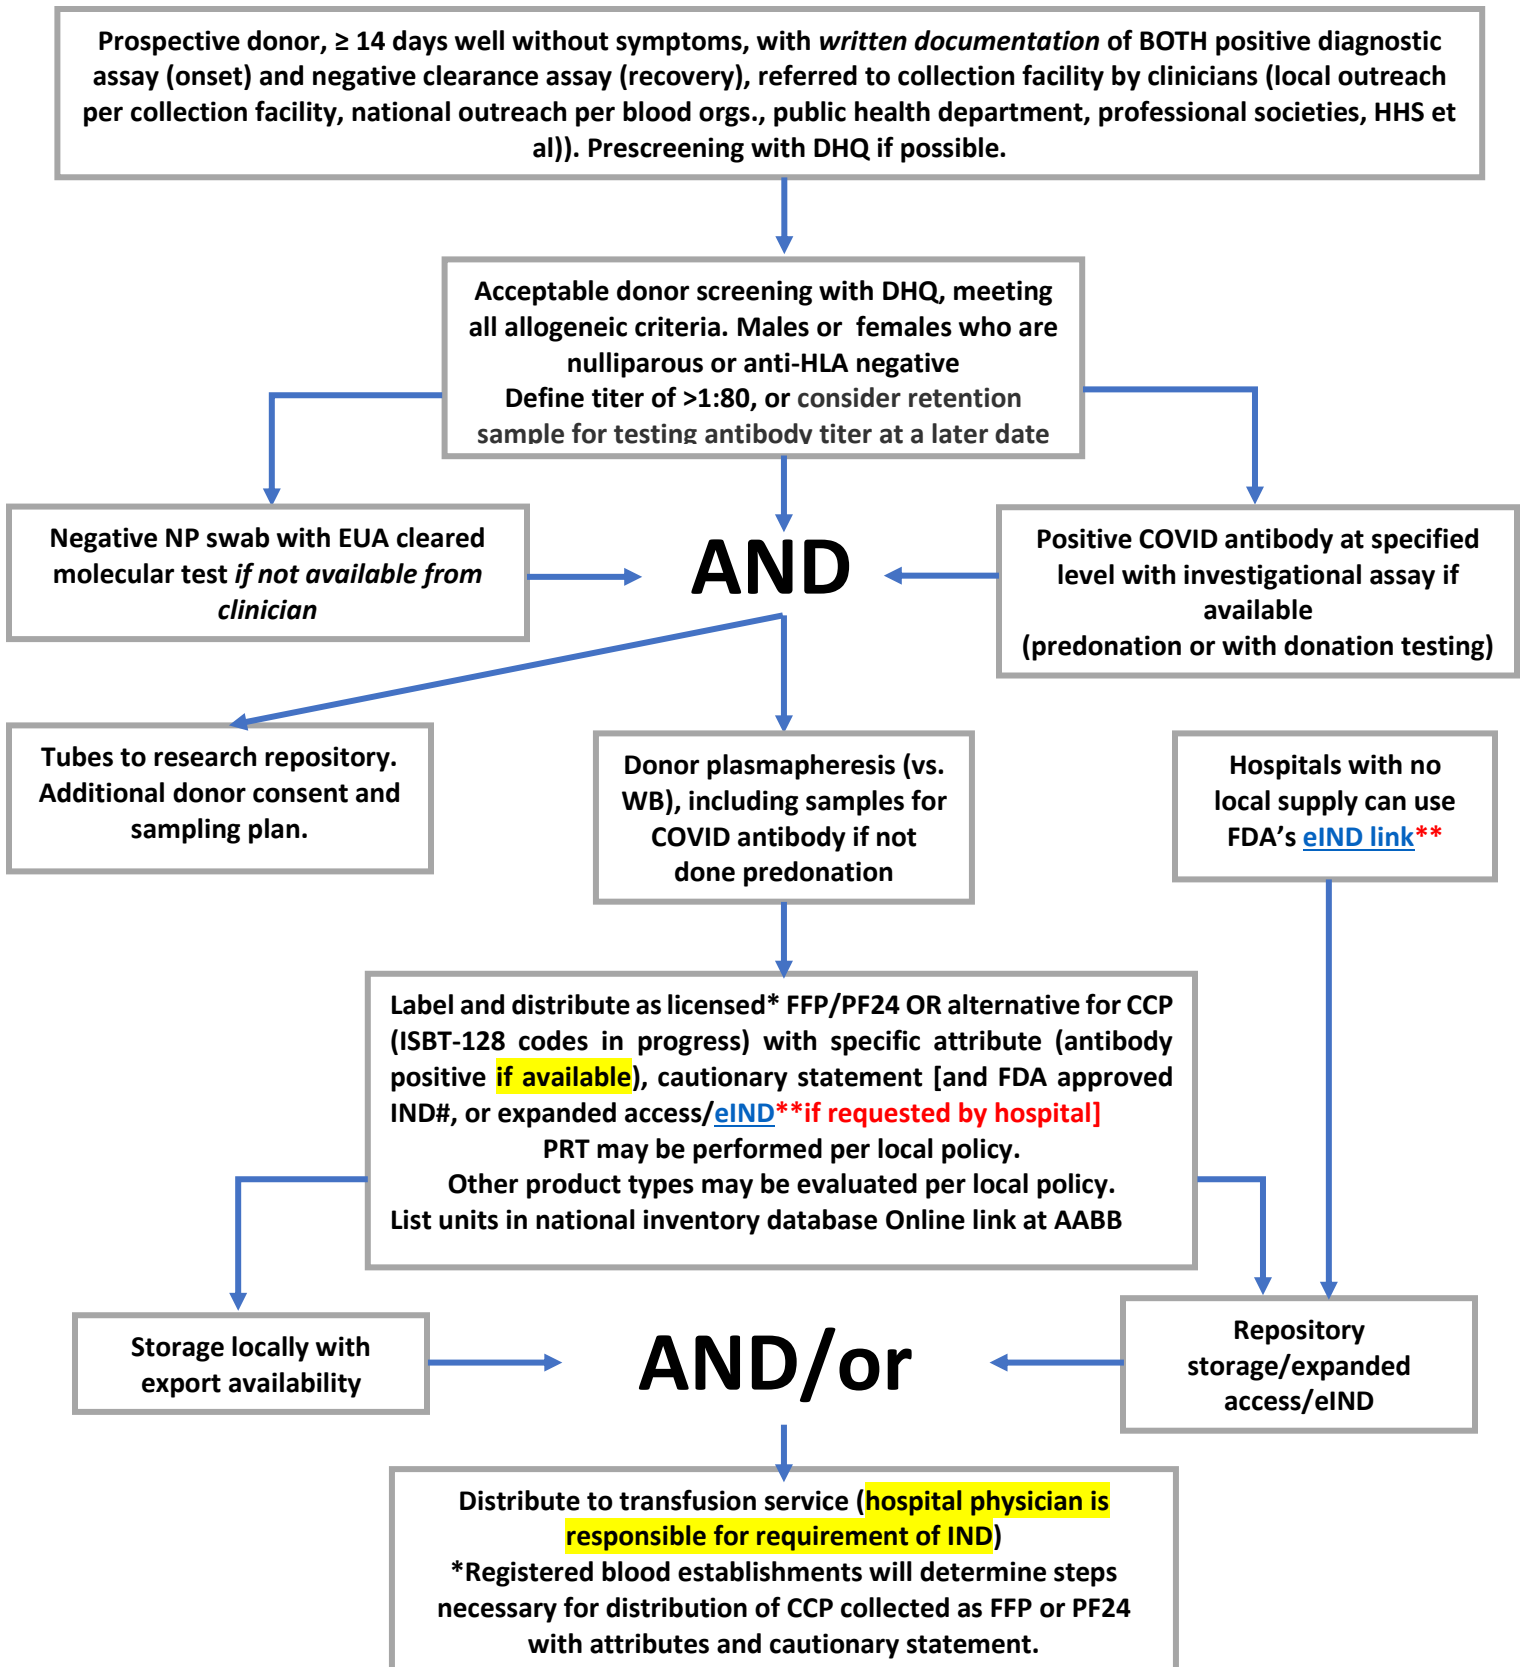 Prospective donor, ≥ 14 days well without symptoms, with written documentation of BOTH positive diagnostic
assay (onset) and negative clearance assay (recovery), referred to collection facility by clinicians (local outreach
per collection facility, national outreach per blood orgs., public health department, professional societies, HHS et
al)). Prescreening with DHQ if possible.
Acceptable donor screening with DHQ, meeting
all allogeneic criteria. Males or females who are
nulliparous or anti-HLA negative
Define titer of >1:80, or consider retention
sample for testing antibody titer at a later date
Negative NP swab with EUA cleared
molecular test if not available from
clinician
AND
Positive COVID antibody at specified
level with investigational assay if
available
(predonation or with donation testing)
Tubes to research repository.
Additional donor consent and
sampling plan.
Donor plasmapheresis (vs.
WB), including samples for
COVID antibody if not
done predonation
Hospitals with no
local supply can use
FDA’s eIND link**
Label and distribute as licensed* FFP/PF24 OR alternative for CCP
(ISBT-128 codes in progress) with specific attribute (antibody
positive if available), cautionary statement [and FDA approved
IND#, or expanded access/eIND**if requested by hospital]
PRT may be performed per local policy.
Other product types may be evaluated per local policy.
List units in national inventory database Online link at AABB
Storage locally with
export availability
AND/or
Repository
storage/expanded
access/eIND
Distribute to transfusion service (hospital physician is
responsible for requirement of IND)
*Registered blood establishments will determine steps
necessary for distribution of CCP collected as FFP or PF24
with attributes and cautionary statement.